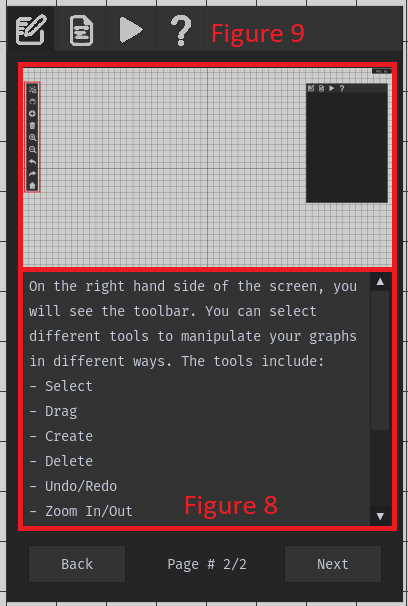 Figure 9
On the right hand side of the screen, you
will see the toolbar. You can select
different tools to manipulate your graphs
in different ways. The tools include:
- Select
- Drag
- Create
- Delete
- Undo/Redo
- Zoom In/Out
Figure 8
Back
Page # 2/2
Next